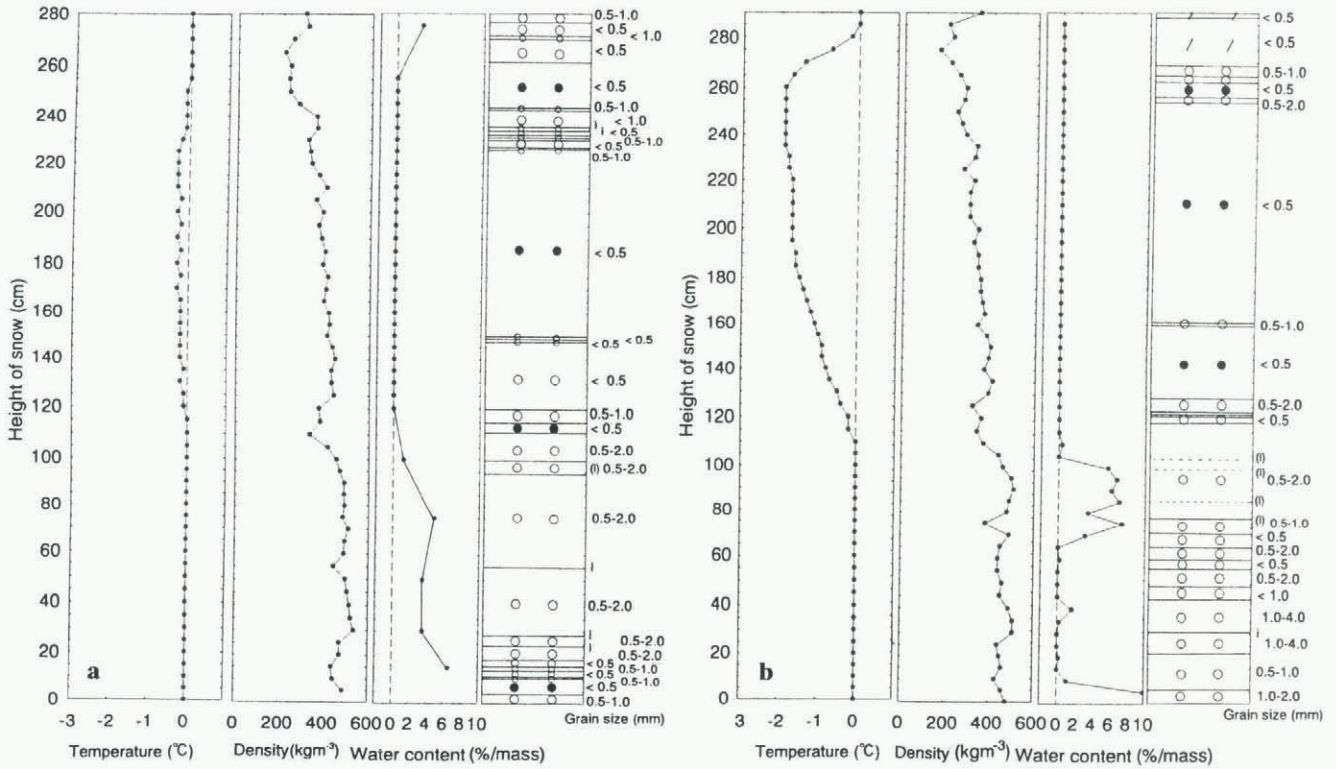 a
Height of snow (cm)
280
260
240
220
200
180
160
140
120
100
80
60
40
20
0
-3 -2 -1 0
Temperature (°C)
0 200 400 600
Density(kgm-3)
0 2 4 6 8 10
Water content (%/mass)
0.5-1.0
< 0.5
< 1.0
< 0.5
< 0.5
0.5-1.0
i < 1.0
i < 0.5
0.5-1.0
< 0.5
0.5-1.0
< 0.5
< 0.5
< 0.5
< 0.5
0.5-1.0
< 0.5
0.5-2.0
(I) 0.5-2.0
0.5-2.0
i
0.5-2.0
i 0.5-2.0
i 0.5-2.0
< 0.5
0.5-1.0
< 0.5
0.5-1.0
< 0.5
0.5-1.0
Grain size (mm)
b
Height of snow (cm)
280
260
240
220
200
180
160
140
120
100
80
60
40
20
0
3 -2 -1 0
Temperature (°C)
0 200 400 600
Density (kgm-3)
0 2 4 6 8 10
Water content (%/mass)
< 0.5
< 0.5
0.5-1.0
< 0.5
0.5-2.0
< 0.5
0.5-1.0
< 0.5
0.5-2.0
< 0.5
(I)
(I)
0.5-2.0
(I)
(I) 0.5-1.0
< 0.5
0.5-2.0
< 0.5
0.5-2.0
< 1.0
1.0-4.0
i
1.0-4.0
0.5-1.0
1.0-2.0
Grain size (mm)